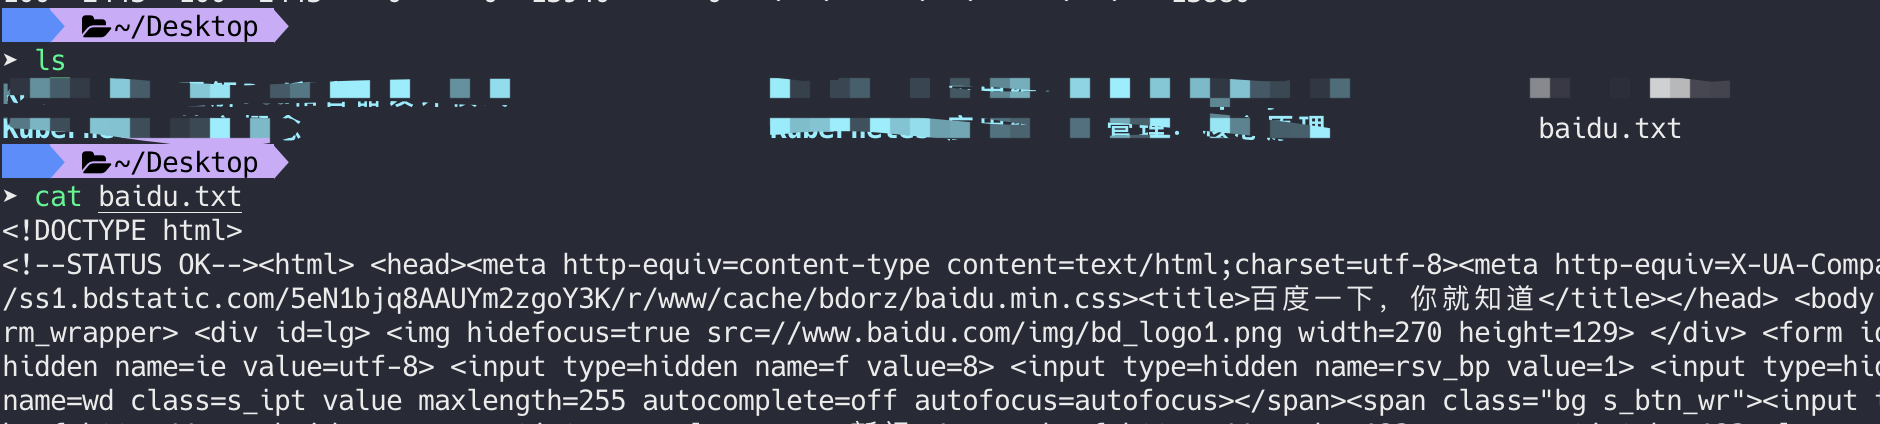 ~/Desktop
➤ ls
baidu.txt
~/Desktop
➤ cat baidu.txt
<!DOCTYPE html>
<!--STATUS OK--><html> <head><meta http-equiv=content-type content=text/html;charset=utf-8><meta http-equiv=X-UA-Compa
/ss1.bdstatic.com/5eN1bjq8AAUYm2zgoY3K/r/www/cache/bdorz/baidu.min.css><title>百度一下，你就知道</title></head> <body
rm_wrapper> <div id=lg> <img hidefocus=true src=//www.baidu.com/img/bd_logo1.png width=270 height=129> </div> <form
hidden name=ie value=utf-8> <input type=hidden name=f value=8> <input type=hidden name=rsv_bp value=1> <input
name=wd class=s_ipt value maxlength=255 autocomplete=off autofocus=autofocus></span><span class="bg s_btn_wr"><input